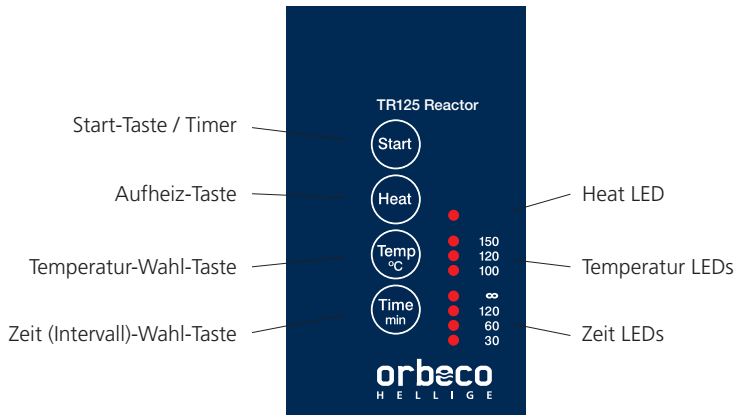 TR125 Reactor
Start-Taste / Timer
Start
Aufheiz-Taste
Heat
Heat LED
Temperatur-Wahl-Taste
Temp
°C
150
120
100
Temperatur LEDs
Zeit (Intervall)-Wahl-Taste
Time
min
∞
120
60
30
Zeit LEDs
orbeco
HELLIGE